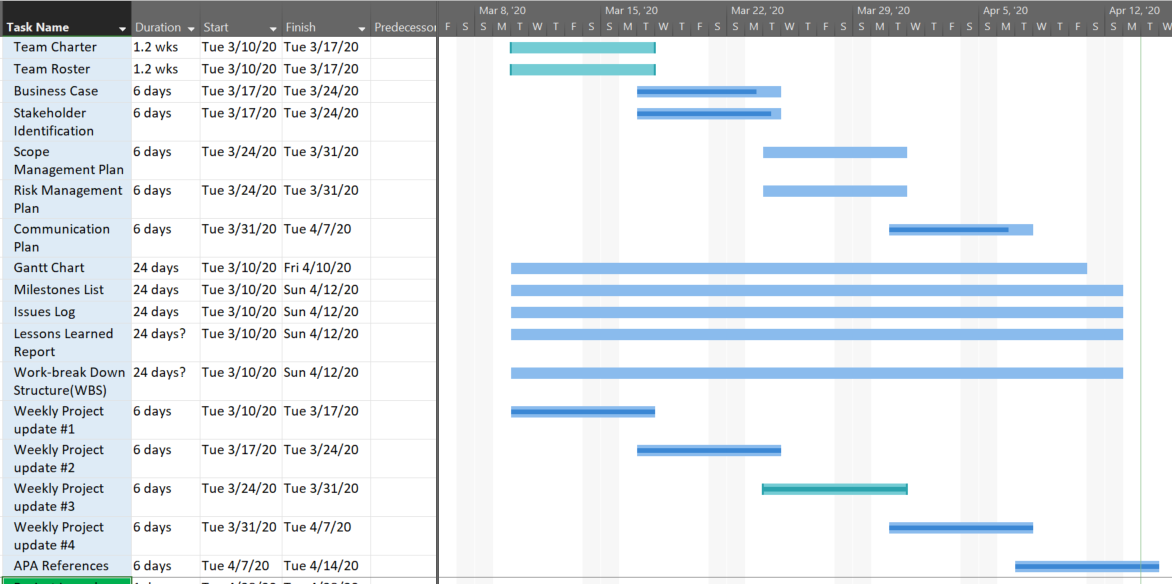 Mar 8, '20 Mar 15, '20 Mar 22, '20 Mar 29, '20 Apr 5, '20 Apr 12, '20
Task Name Duration Start Finish Predecessor F S S M T W T F S S M T W T F S S M T W T F S S M T W T F S S M T W T F S S M T W
Team Charter 1.2 wks Tue 3/10/20 Tue 3/17/20
Team Roster 1.2 wks Tue 3/10/20 Tue 3/17/20
Business Case 6 days Tue 3/17/20 Tue 3/24/20
Stakeholder 6 days Tue 3/17/20 Tue 3/24/20
Identification
Scope 6 days Tue 3/24/20 Tue 3/31/20
Management Plan
Risk Management 6 days Tue 3/24/20 Tue 3/31/20
Plan
Communication 6 days Tue 3/31/20 Tue 4/7/20
Plan
Gantt Chart 24 days Tue 3/10/20 Fri 4/10/20
Milestones List 24 days Tue 3/10/20 Sun 4/12/20
Issues Log 24 days Tue 3/10/20 Sun 4/12/20
Lessons Learned 24 days? Tue 3/10/20 Sun 4/12/20
Report
Work-break Down 24 days? Tue 3/10/20 Sun 4/12/20
Structure(WBS)
Weekly Project 6 days Tue 3/10/20 Tue 3/17/20
update #1
Weekly Project 6 days Tue 3/17/20 Tue 3/24/20
update #2
Weekly Project 6 days Tue 3/24/20 Tue 3/31/20
update #3
Weekly Project 6 days Tue 3/31/20 Tue 4/7/20
update #4
APA References 6 days Tue 4/7/20 Tue 4/14/20